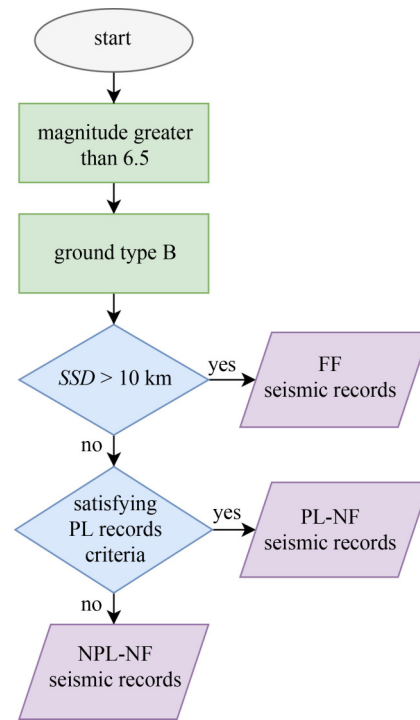 start
magnitude greater
than 6.5
ground type B
SSD > 10 km
yes
FF
seismic records
no
satisfying
PL records
criteria
yes
PL-NF
seismic records
no
NPL-NF
seismic records